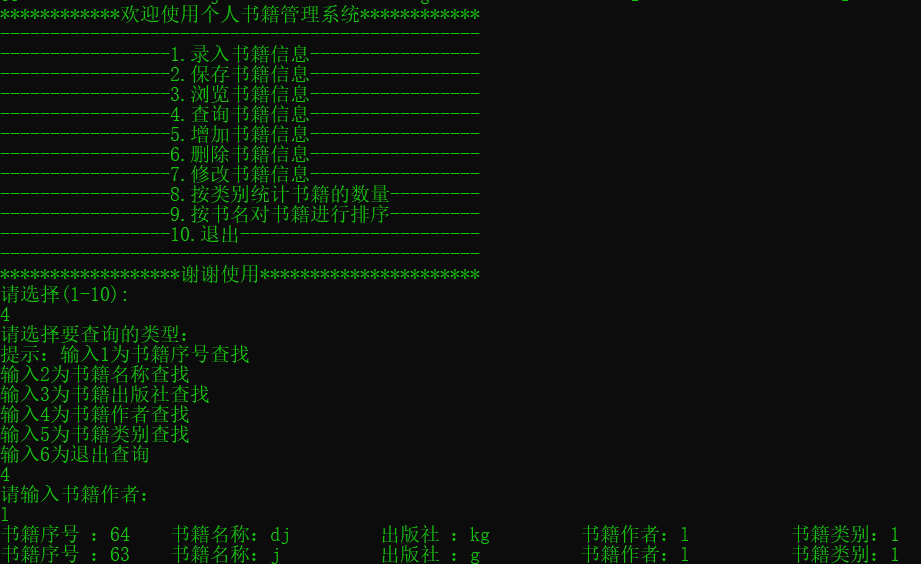 ************欢迎使用个人书籍管理系统************
------------------------------------------------
-----------------1.录入书籍信息-----------------
-----------------2.保存书籍信息-----------------
-----------------3.浏览书籍信息-----------------
-----------------4.查询书籍信息-----------------
-----------------5.增加书籍信息-----------------
-----------------6.删除书籍信息-----------------
-----------------7.修改书籍信息-----------------
-----------------8.按类别统计书籍的数量---------
-----------------9.按书名对书籍进行排序---------
-----------------10.退出------------------------
------------------------------------------------
******************谢谢使用**********************
请选择(1-10):
4
请选择要查询的类型:
提示: 输入1为书籍序号查找
输入2为书籍名称查找
输入3为书籍出版社查找
输入4为书籍作者查找
输入5为书籍类别查找
输入6为退出查询
4
请输入书籍作者:
l
书籍序号 : 64 书籍名称: dj 出版社 : kg 书籍作者: l 书籍类别: l
书籍序号 : 63 书籍名称: j 出版社 : g 书籍作者: l 书籍类别: l